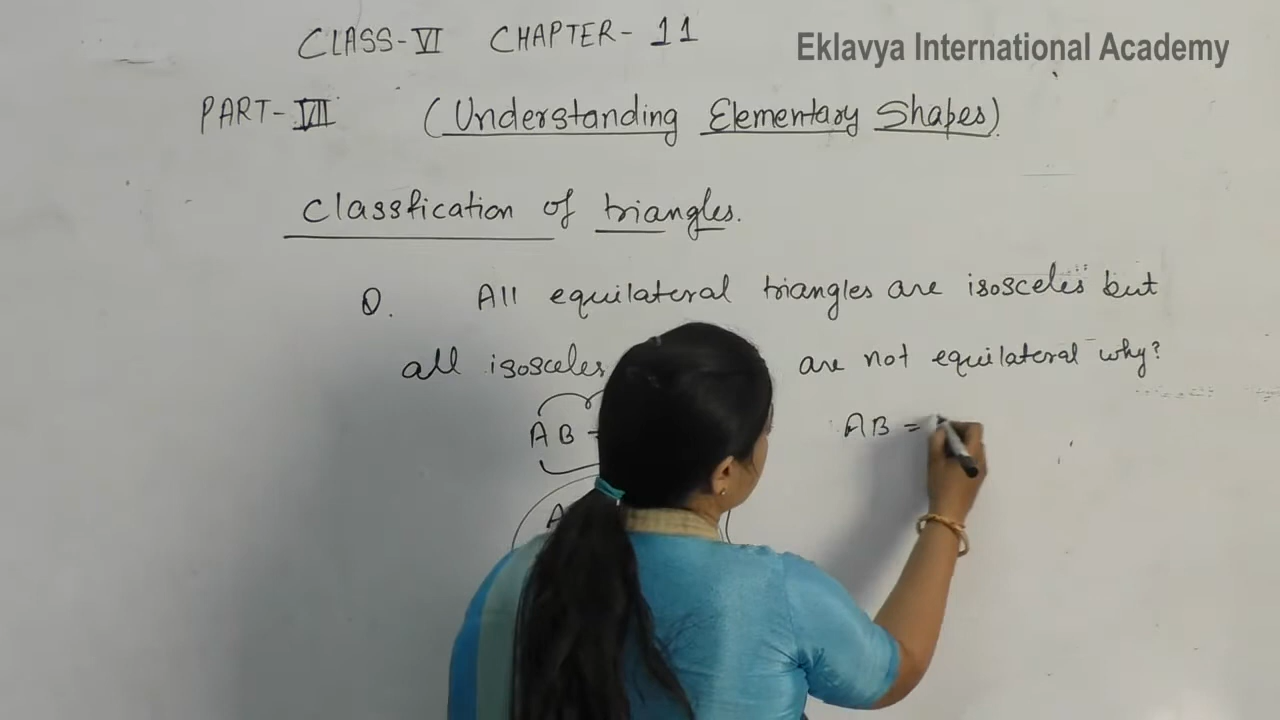 CLASS-VI CHAPTER-11
Eklavya International Academy
PART-VII (Understanding Elementary Shapes)
Classfication of triangles.
Q. All equilateral triangles are isosceles but
all isosceles are not equilateral why?
AB AB =
A